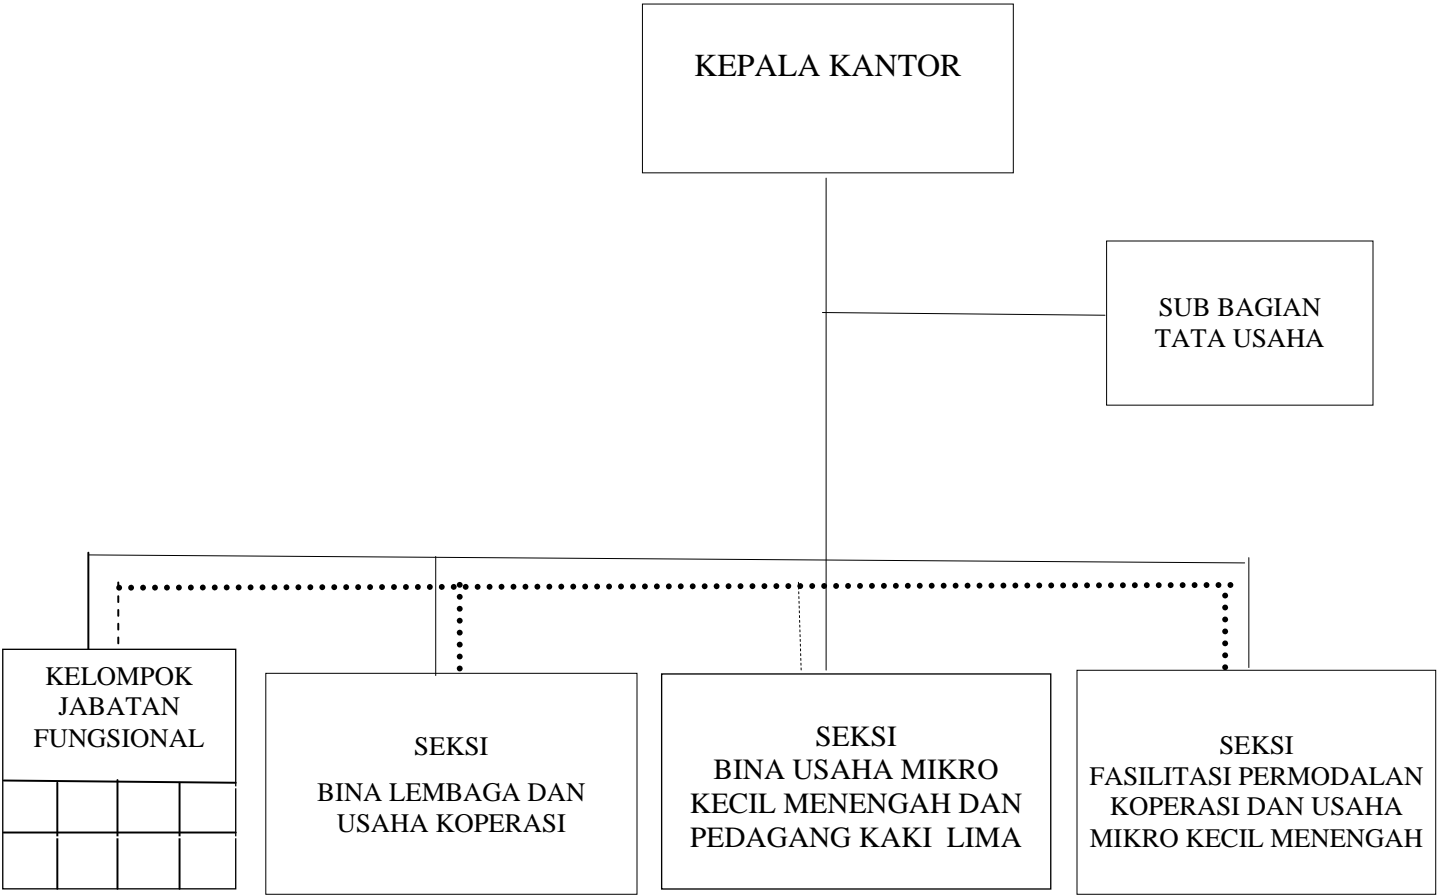 KEPALA KANTOR
SUB BAGIAN
TATA USAHA
KELOMPOK
JABATAN
FUNGSIONAL
SEKSI
BINA LEMBAGA DAN
USAHA KOPERASI
SEKSI
BINA USAHA MIKRO
KECIL MENENGAH DAN
PEDAGANG KAKI LIMA
SEKSI
FASILITASI PERMODALAN
KOPERASI DAN USAHA
MIKRO KECIL MENENGAH